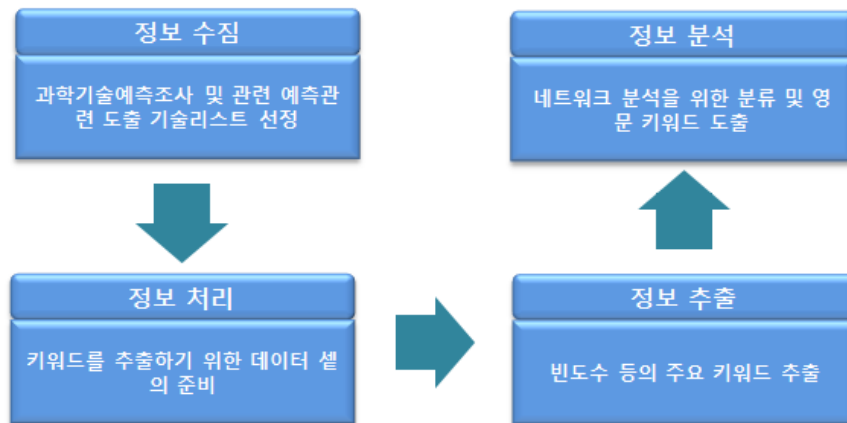 정보 수짐
과학기술예측조사 및 관련 예측관
련 도출 기술리스트 선정
정보 처리
키워드를 추출하기 위한 데이터 셑
의 준비
정보 추출
빈도수 등의 주요 키워드 추출
정보 분석
네트워크 분석을 위한 분류 및 영
문 키워드 도출